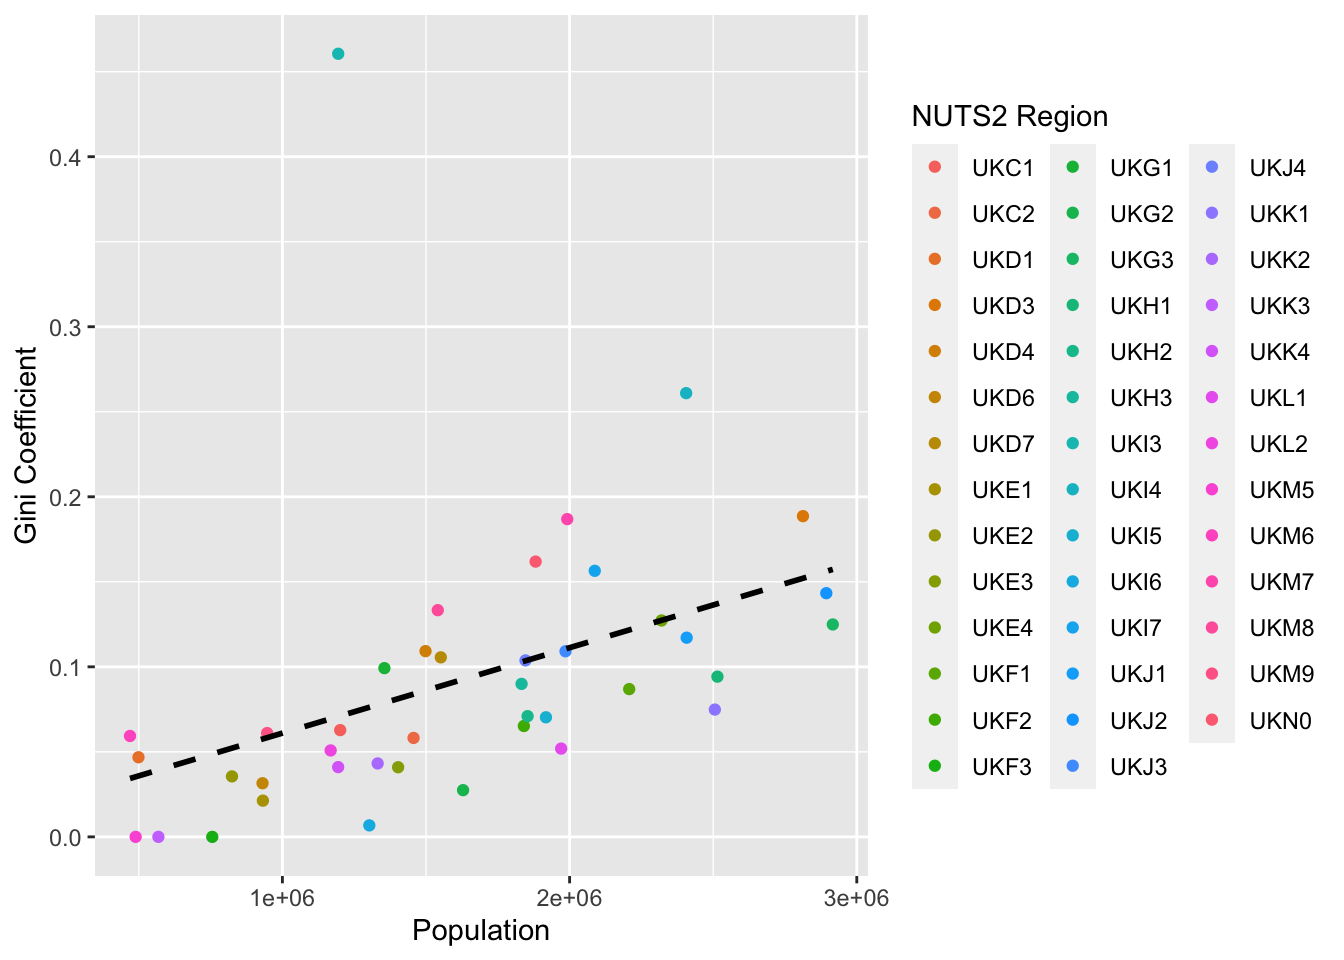 0.4
0.3
0.2
0.1
0.0
Gini Coefficient
1e+06 2e+06 3e+06
Population
NUTS2 Region
UKC1 UKG1 UKJ4
UKC2 UKG2 UKK1
UKD1 UKG3 UKK2
UKD3 UKH1 UKK3
UKD4 UKH2 UKK4
UKD6 UKH3 UKL1
UKD7 UKI3 UKL2
UKE1 UKI4 UKM5
UKE2 UKI5 UKM6
UKE3 UKI6 UKM7
UKE4 UKI7 UKM8
UKF1 UKJ1 UKM9
UKF2 UKJ2 UKN0
UKF3 UKJ3